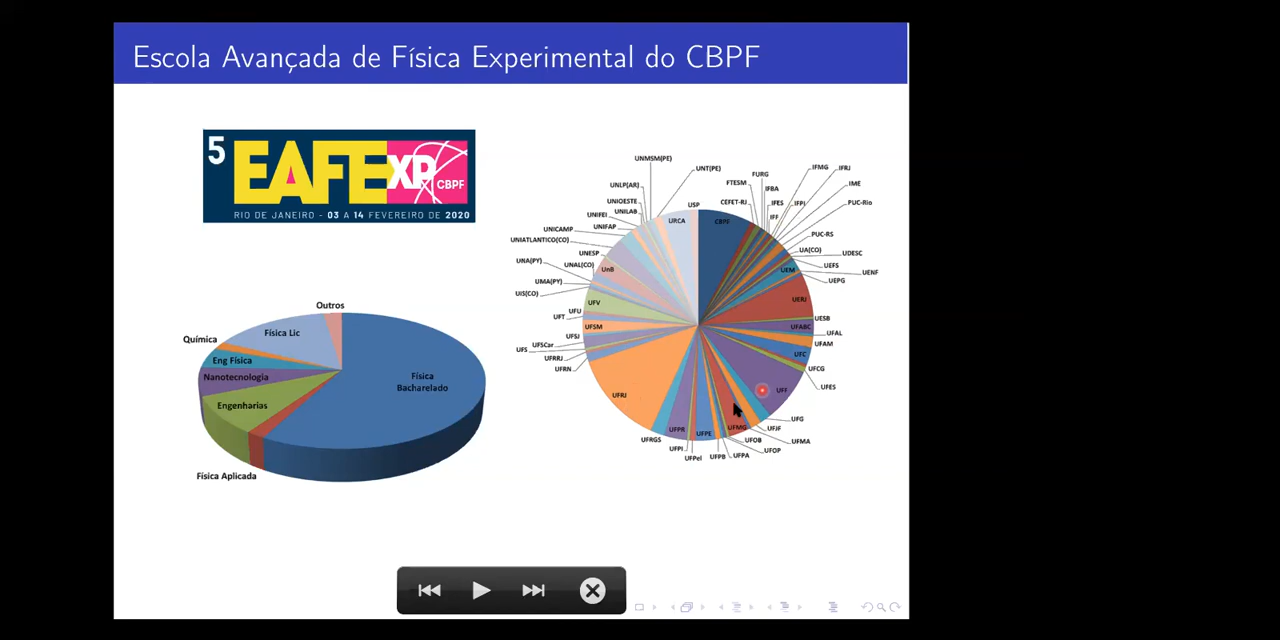 Escola Avançada de Física Experimental do CBPF
5
EAFEXP
CBPF
RIO DE JANEIRO - 03 A 14 FEVEREIRO DE 2020
Outros
Química
Física Lic
Eng Física
Nanotecnologia
Engenharias
Física Aplicada
Física
Bacharelado
USP
CBPF
CEFET-RJ
FTESM
FURG
IFBA
IFES
IFF
IFPI
IFMG
IFRJ
IME
PUC-Rio
PUC-RS
UA(CO)
UDESC
UEFS
UEM
UENF
UEPG
UERJ
UESB
UFABC
UFAL
UFAM
UFC
UFCG
UFES
UFF
UFG
UFJF
UFMA
UFMG
UFOB
UFOP
UFPA
UFPB
UFPE
UFPel
UFPI
UFPR
UFRGS
UFRJ
UFRN
UFRRJ
UFS
UFSCar
UFSJ
UFSM
UFT
UFU
UFV
UIS(CO)
UMA(PY)
UNA(PY)
UNAL(CO)
UnB
UNESP
UNIATLANTICO(CO)
UNICAMP
UNIFAP
UNIFEI
UNILAB
UNIOESTE
UNLP(AR)
UNMSM(PE)
UNT(PE)
URCA